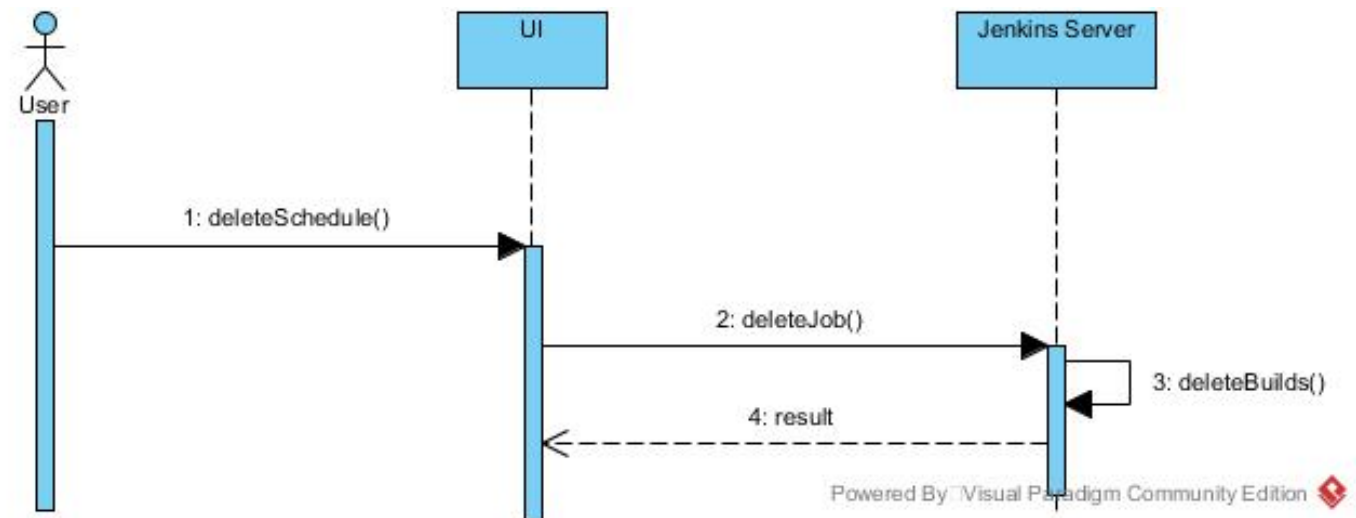 UI
Jenkins Server
User
1: deleteSchedule()
2: deleteJob()
3: deleteBuilds()
4: result
Powered By Visual Paradigm Community Edition